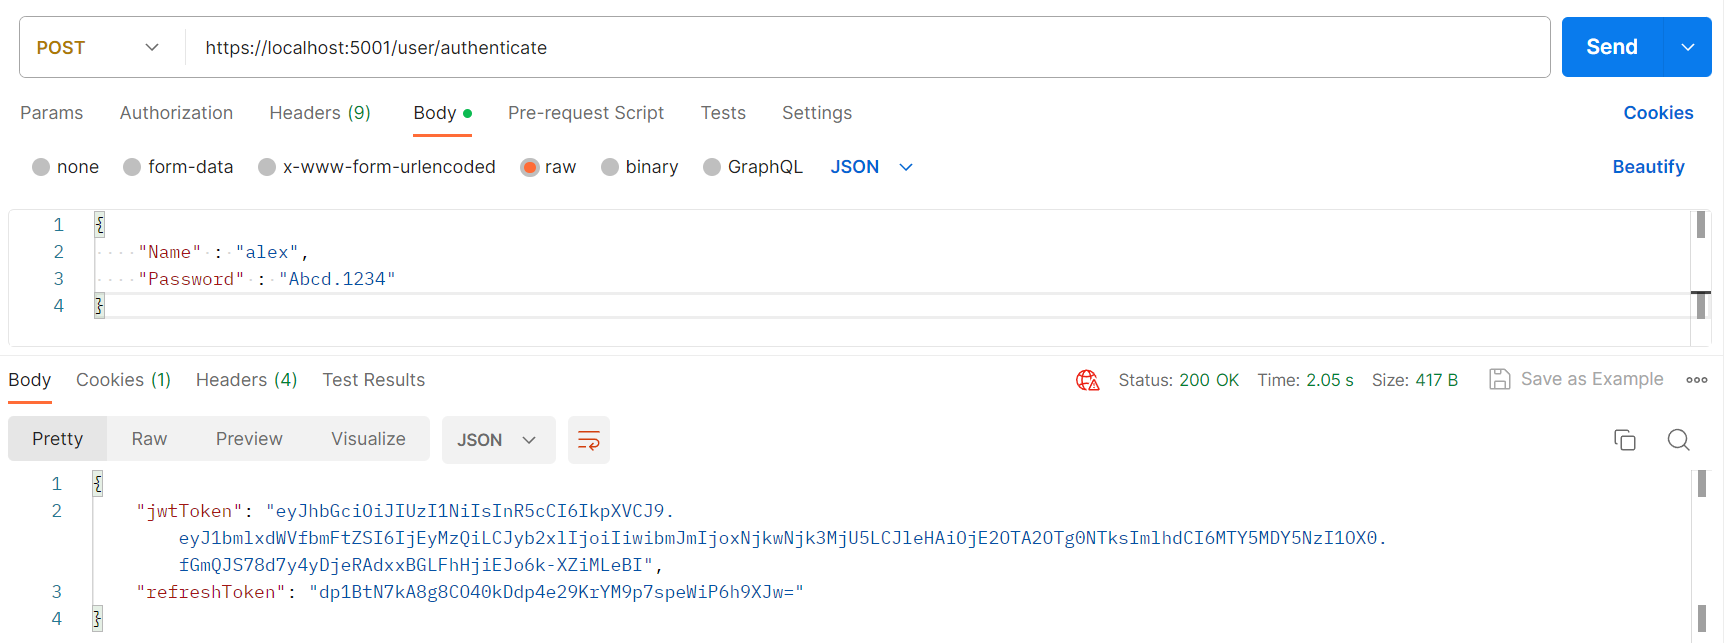 POST https://localhost:5001/user/authenticate Send
Params Authorization Headers (9) Body Pre-request Script Tests Settings Cookies
none form-data x-www-form-urlencoded raw binary GraphQL JSON Beautify
1 {
2 "Name" : "alex",
3 "Password" : "Abcd.1234"
4 }
Body Cookies (1) Headers (4) Test Results Status: 200 OK Time: 2.05 s Size: 417 B Save as Example
Pretty Raw Preview Visualize JSON
1 {
2 "jwtToken": "eyJhbGciOiJIUzI1NiIsInR5cCI6IkpXVCJ9.
eyJ1bmlxdWVfbmFtZSI6IjEyMzQiLCJyb2xlIjoiIiwibmJmIjoxNjkwNjk3MjU5LCJleHAiOjE2OTA2OTg0NTksImlhdCI6MTY5MDY5NzI1OX0.
fGmQJS78d7y4yDjeRAdxxBGLFhHjiEJo6k-XZiMLeBI",
3 "refreshToken": "dp1BtN7kA8g8CO40kDdp4e29KrYM9p7speWiP6h9XJw="
4 }